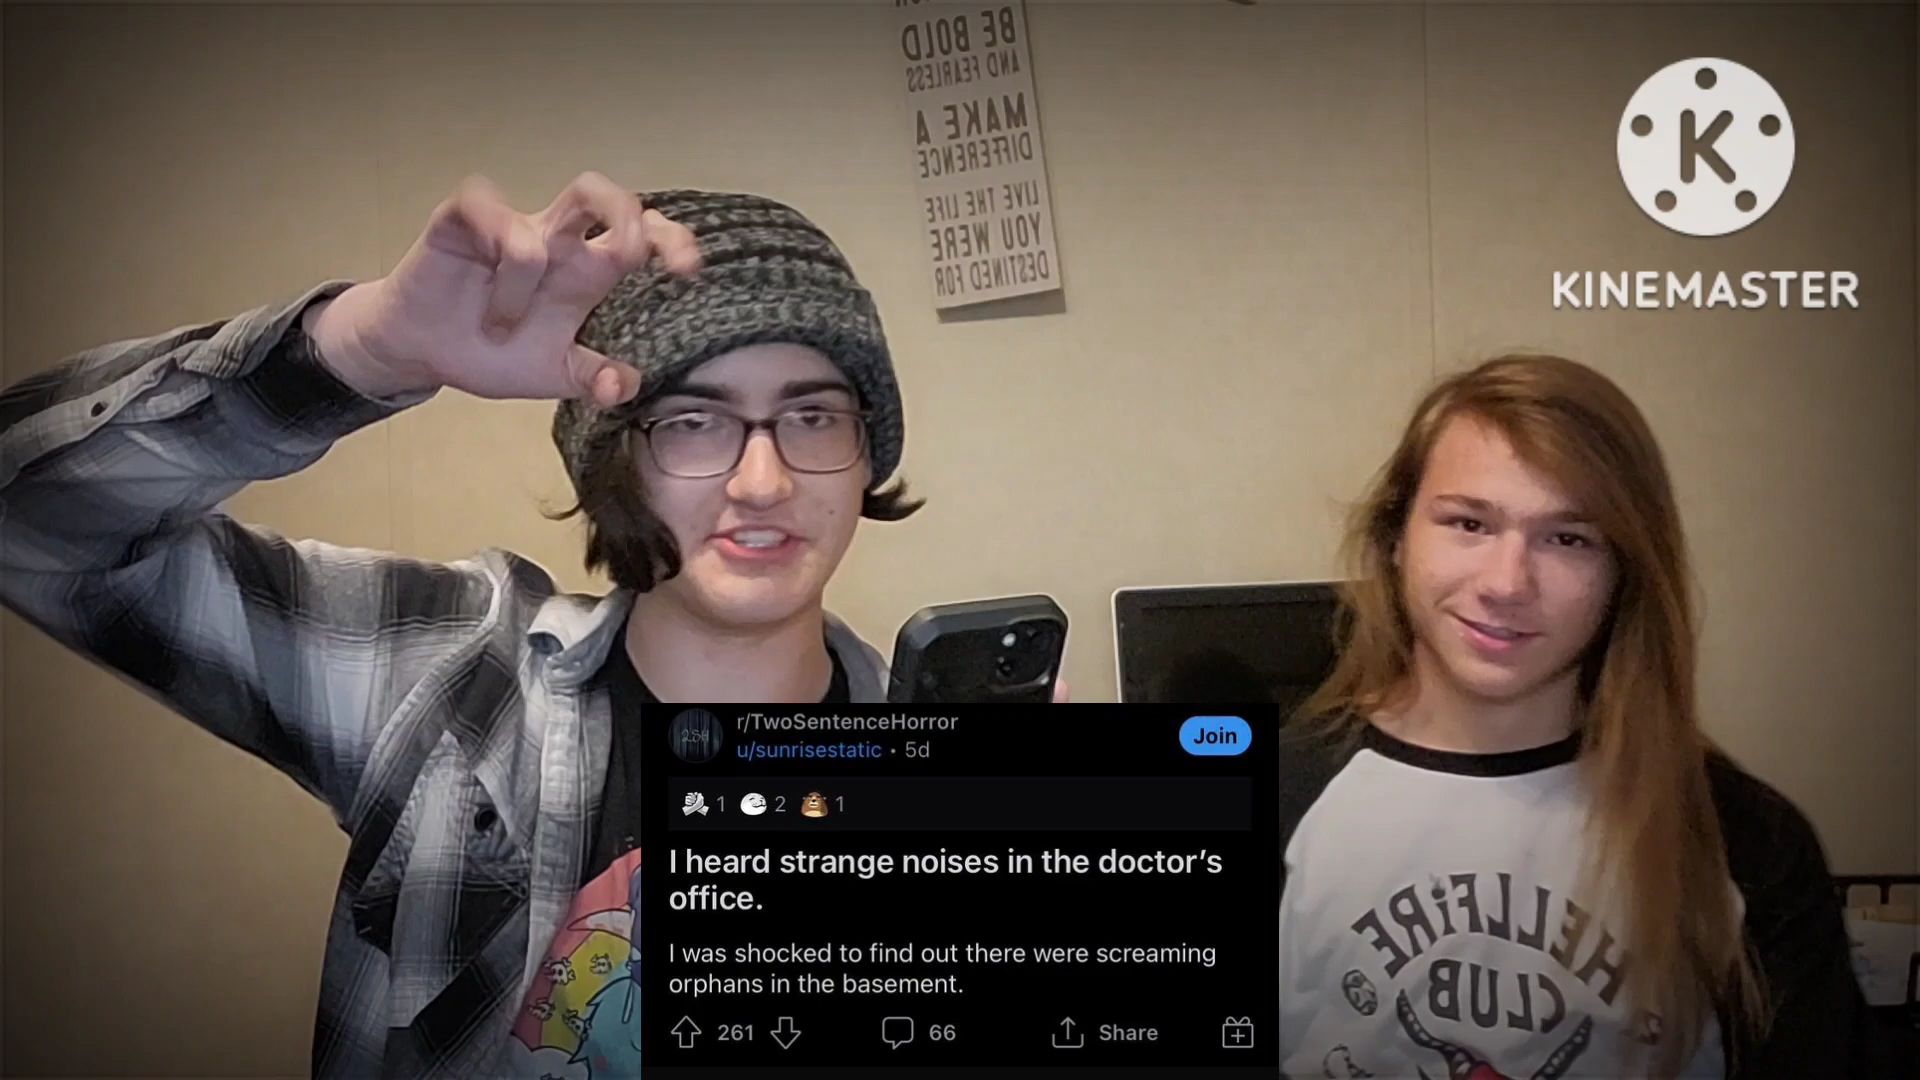 BE BOLD
AND FEARLESS
MAKE A
DIFFERENCE
LIVE THE LIFE
YOU WERE
DESTINED FOR
K
KINEMASTER
r/TwoSentenceHorror
2SH
u/sunrisestatic • 5d
Join
1 2 1
I heard strange noises in the doctor's
office.
I was shocked to find out there were screaming
orphans in the basement.
261 66 Share
HELLFIRE
CLUB